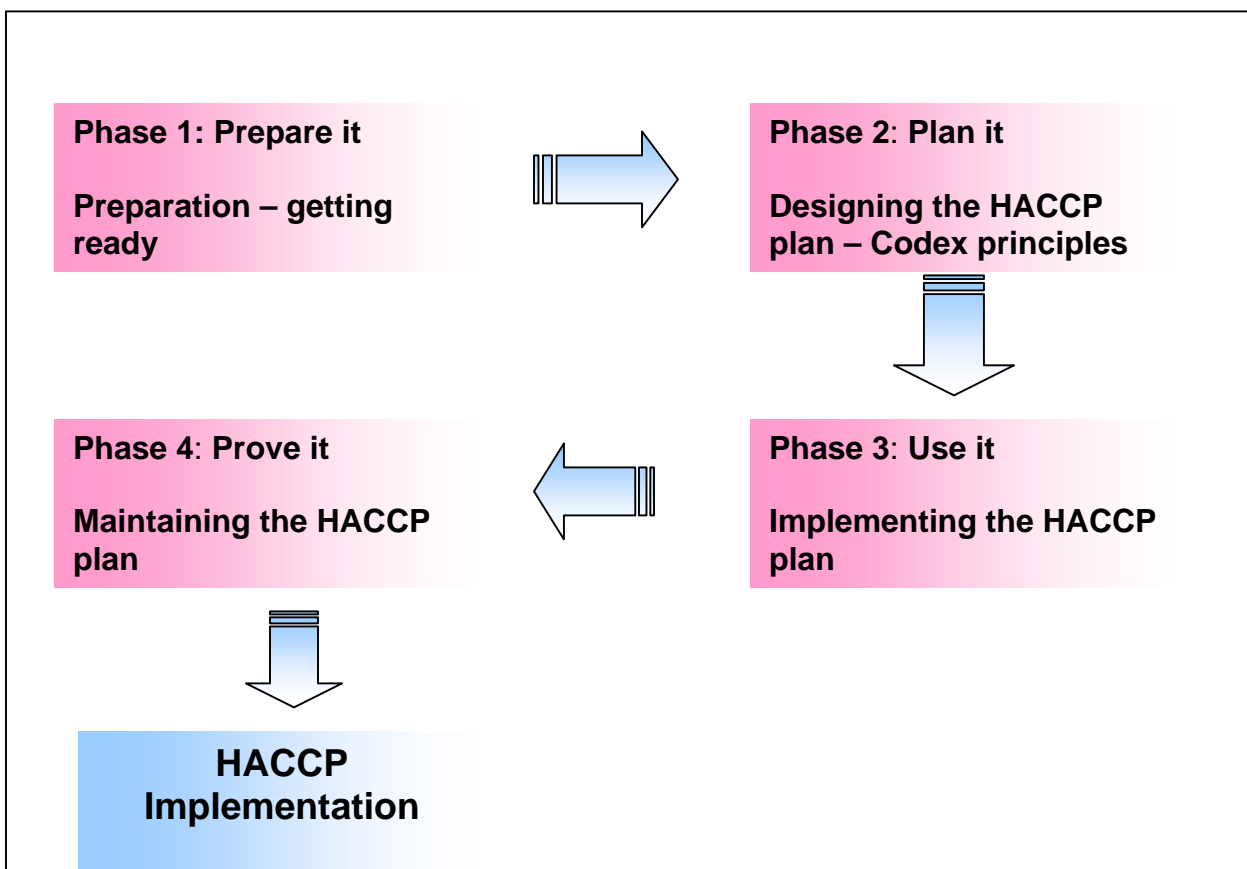 Phase 1: Prepare it
Preparation – getting
ready
Phase 2: Plan it
Designing the HACCP
plan – Codex principles
Phase 3: Use it
Implementing the HACCP
plan
Phase 4: Prove it
Maintaining the HACCP
plan
HACCP
Implementation